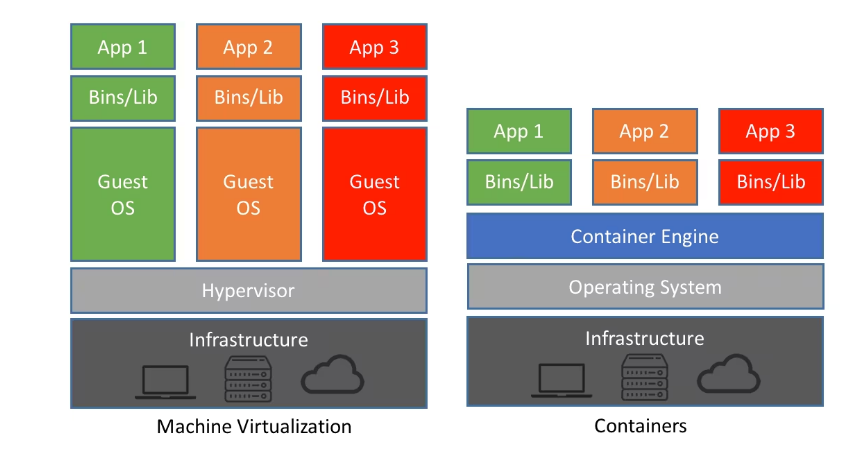 App 1
App 2
App 3
Bins/Lib
Bins/Lib
Bins/Lib
Guest
OS
Guest
OS
Guest
OS
Hypervisor
Infrastructure
Machine Virtualization
App 1
App 2
App 3
Bins/Lib
Bins/Lib
Bins/Lib
Container Engine
Operating System
Infrastructure
Containers